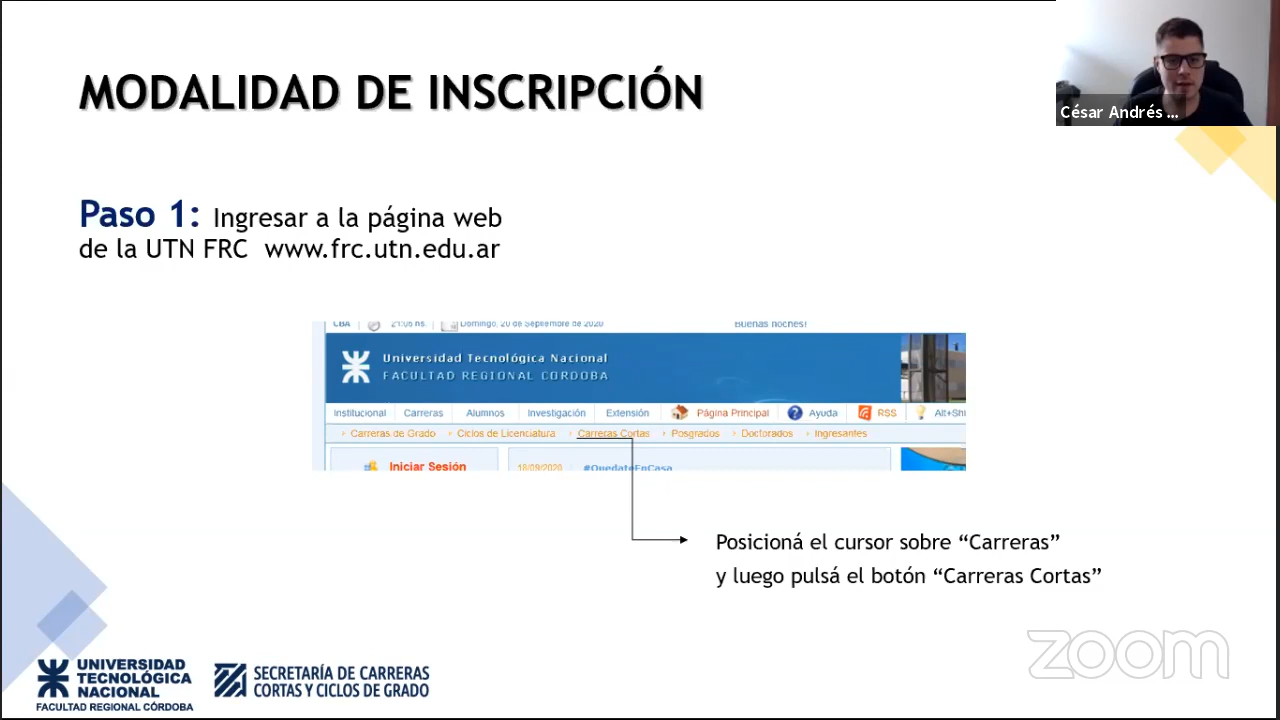 MODALIDAD DE INSCRIPCIÓN
César Andrés ...
Paso 1: Ingresar a la página web
de la UTN FRC www.frc.utn.edu.ar
CBA 21:05 hs. Domingo, 20 de Septiembre de 2020 Buenas noches!
Universidad Tecnológica Nacional
FACULTAD REGIONAL CÓRDOBA
Institucional Carreras Alumnos Investigación Extensión Página Principal Ayuda RSS Alt+Shi
Carreras de Grado Ciclos de Licenciatura Carreras Cortas Posgrados Doctorados Ingresantes
Iniciar Sesión 18/09/2020 #QuedateEnCasa
Posicioná el cursor sobre “Carreras”
y luego pulsá el botón “Carreras Cortas”
zoom
UNIVERSIDAD
TECNOLÓGICA
NACIONAL
FACULTAD REGIONAL CÓRDOBA
SECRETARÍA DE CARRERAS
CORTAS Y CICLOS DE GRADO